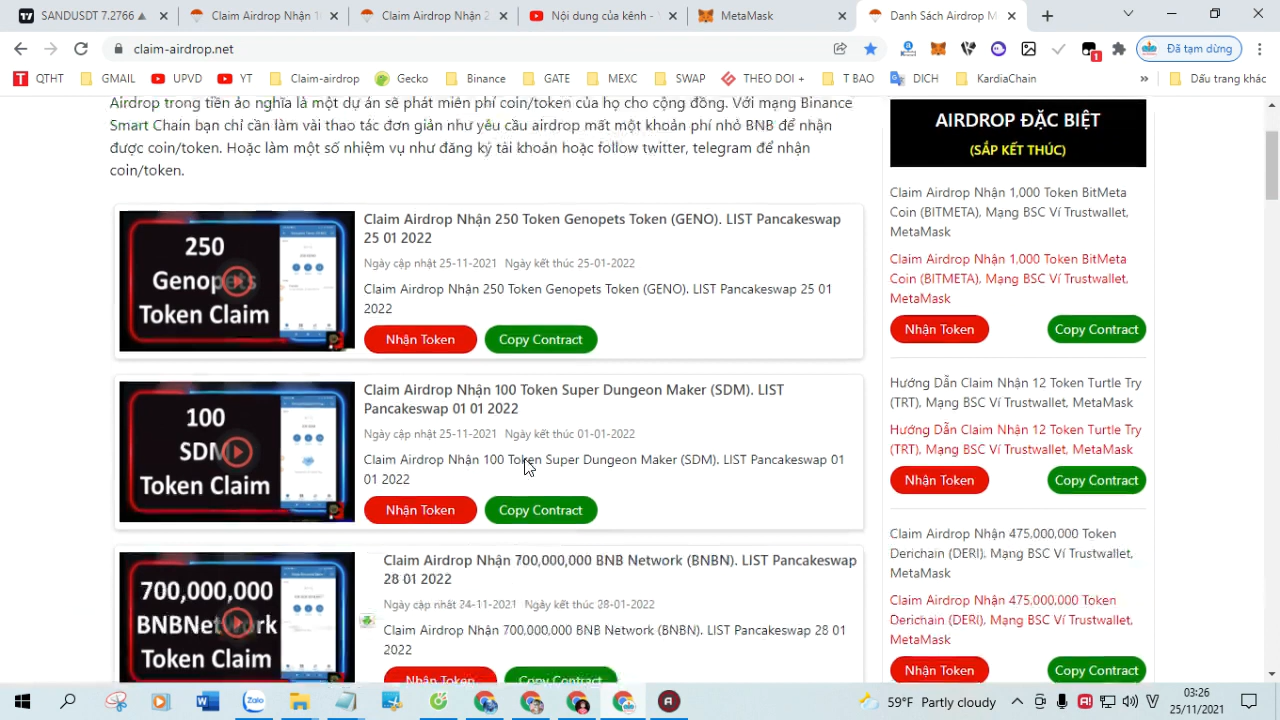 SANDUSDT 7.2766
Claim Airdrop Nhận 1
Claim Airdrop Nhận 2
Nội dung của kênh -
MetaMask
Danh Sách Airdrop M
claim-airdrop.net
1
Đã tạm dừng
QTHT
GMAIL
UPVD
YT
Claim-airdrop
Gecko
Binance
GATE
MEXC
SWAP
THEO DOI +
T BAO
DICH
KardiaChain
»
Dấu trang khác
Airdrop trong tiền ảo nghĩa là một dự án sẽ phát miễn phí coin/token của họ cho cộng đồng. Với mạng Binance
Smart Chain bạn chỉ cần làm vài thao tác đơn giản như yêu cầu airdrop mất một khoản phí nhỏ BNB để nhận
được coin/token. Hoặc làm một số nhiệm vụ như đăng ký tài khoản hoặc follow twitter, telegram để nhận
coin/token.
250
Genopets
Token Claim
Claim Airdrop Nhận 250 Token Genopets Token (GENO). LIST Pancakeswap
25 01 2022
Ngày cập nhật 25-11-2021 Ngày kết thúc 25-01-2022
Claim Airdrop Nhận 250 Token Genopets Token (GENO). LIST Pancakeswap 25 01
2022
Nhận Token
Copy Contract
100
SDM
Token Claim
Claim Airdrop Nhận 100 Token Super Dungeon Maker (SDM). LIST
Pancakeswap 01 01 2022
Ngày cập nhật 25-11-2021 Ngày kết thúc 01-01-2022
Claim Airdrop Nhận 100 Token Super Dungeon Maker (SDM). LIST Pancakeswap 01
01 2022
Nhận Token
Copy Contract
700,000,000
BNBNetwork
Token Claim
Claim Airdrop Nhận 700,000,000 BNB Network (BNBN). LIST Pancakeswap
28 01 2022
Ngày cập nhật 24-11-2021 Ngày kết thúc 28-01-2022
Claim Airdrop Nhận 700,000,000 BNB Network (BNBN). LIST Pancakeswap 28 01
2022
Nhận Token
Copy Contract
AIRDROP ĐẶC BIỆT
(SẮP KẾT THÚC)
Claim Airdrop Nhận 1,000 Token BitMeta
Coin (BITMETA), Mạng BSC Ví Trustwallet,
MetaMask
Claim Airdrop Nhận 1,000 Token BitMeta
Coin (BITMETA), Mạng BSC Ví Trustwallet,
MetaMask
Nhận Token
Copy Contract
Hướng Dẫn Claim Nhận 12 Token Turtle Try
(TRT), Mạng BSC Ví Trustwallet, MetaMask
Hướng Dẫn Claim Nhận 12 Token Turtle Try
(TRT), Mạng BSC Ví Trustwallet, MetaMask
Nhận Token
Copy Contract
Claim Airdrop Nhận 475,000,000 Token
Derichain (DERI). Mạng BSC Ví Trustwallet,
MetaMask
Claim Airdrop Nhận 475,000,000 Token
Derichain (DERI), Mạng BSC Ví Trustwallet,
MetaMask
Nhận Token
Copy Contract
Zalo
59°F Partly cloudy
03:26
25/11/2021